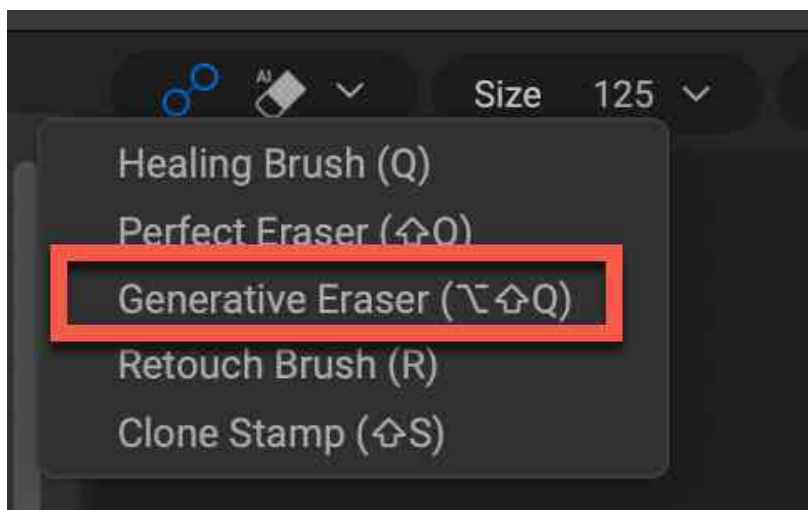 AI
Size 125
Healing Brush (Q)
Perfect Eraser (⇧Q)
Generative Eraser (⌥⇧Q)
Retouch Brush (R)
Clone Stamp (⇧S)